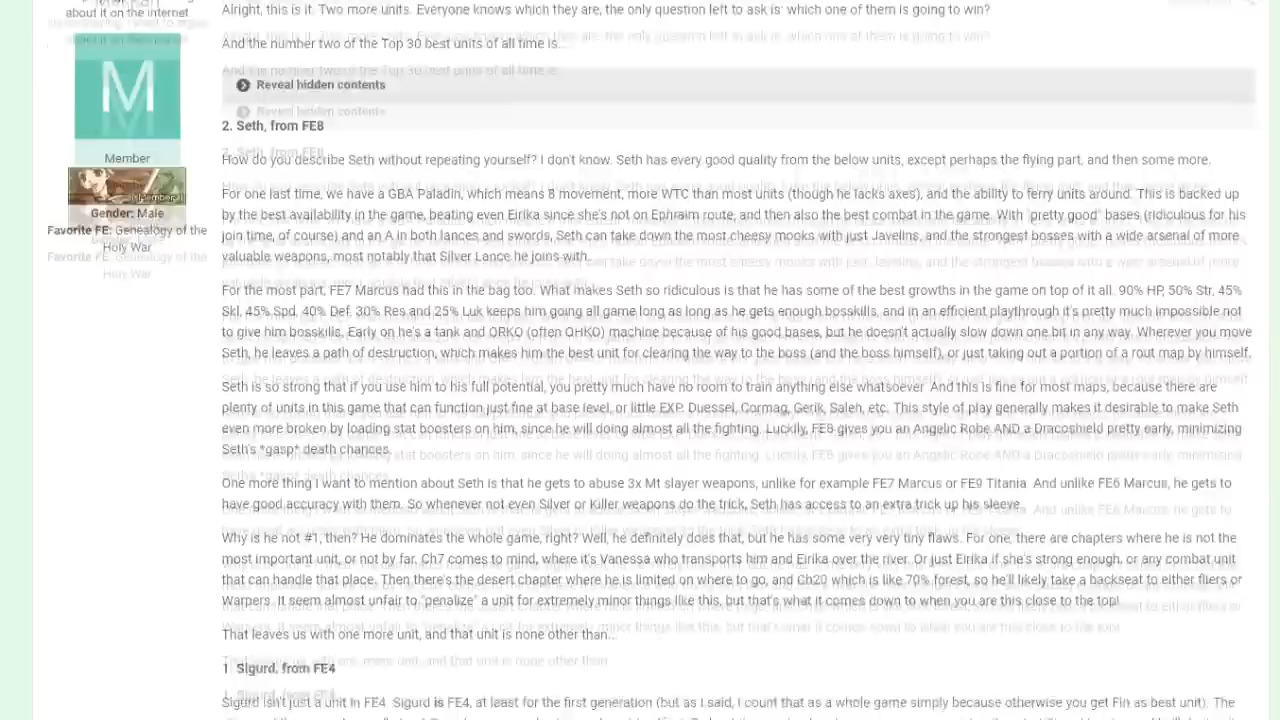 about it on the internet
M
Member
Gender: Male
Favorite FE: Genealogy of the
Holy War
Alright, this is it. Two more units. Everyone knows which they are, the only question left to ask is: which one of them is going to win?
And the number two of the Top 30 best units of all time is...
Reveal hidden contents
2. Seth, from FE8
How do you describe Seth without repeating yourself? I don't know. Seth has every good quality from the below units, except perhaps the flying part, and then some more.
For one last time, we have a GBA Paladin, which means 8 movement, more WTC than most units (though he lacks axes), and the ability to ferry units around. This is backed up
by the best availability in the game, beating even Eirika since she's not on Ephraim route, and then also the best combat in the game. With "pretty good" bases (ridiculous for his
join time, of course) and an A in both lances and swords, Seth can take down the most cheesy mooks with just Javelins, and the strongest bosses with a wide arsenal of more
valuable weapons, most notably that Silver Lance he joins with.
For the most part, FE7 Marcus had this in the bag too. What makes Seth so ridiculous is that he has some of the best growths in the game on top of it all. 90% HP, 50% Str, 45%
Skl, 45% Spd, 40% Def, 30% Res and 25% Luk keeps him going all game long as long as he gets enough bosskills, and in an efficient playthrough it's pretty much impossible not
to give him bosskills. Early on he's a tank and ORKO (often OHKO) machine because of his good bases, but he doesn't actually slow down one bit in any way. Wherever you move
Seth, he leaves a path of destruction, which makes him the best unit for clearing the way to the boss (and the boss himself), or just taking out a portion of a rout map by himself.
Seth is so strong that if you use him to his full potential, you pretty much have no room to train anything else whatsoever. And this is fine for most maps, because there are
plenty of units in this game that can function just fine at base level, or little EXP. Duessel, Cormag, Gerik, Saleh, etc. This style of play generally makes it desirable to make Seth
even more broken by loading stat boosters on him, since he will doing almost all the fighting. Luckily, FE8 gives you an Angelic Robe AND a Dracoshield pretty early, minimizing
Seth's *gasp* death chances.
One more thing I want to mention about Seth is that he gets to abuse 3x Mt slayer weapons, unlike for example FE7 Marcus or FE9 Titania. And unlike FE6 Marcus, he gets to
have good accuracy with them. So whenever not even Silver or Killer weapons do the trick, Seth has access to an extra trick up his sleeve.
Why is he not #1, then? He dominates the whole game, right? Well, he definitely does that, but he has some very very tiny flaws. For one, there are chapters where he is not the
most important unit, or not by far. Ch7 comes to mind, where it's Vanessa who transports him and Eirika over the river. Or just Eirika if she's strong enough, or any combat unit
that can handle that place. Then there's the desert chapter where he is limited on where to go, and Ch20 which is like 70% forest, so he'll likely take a backseat to either fliers or
Warpers. It seem almost unfair to "penalize" a unit for extremely minor things like this, but that's what it comes down to when you are this close to the top!
That leaves us with one more unit, and that unit is none other than...
1. Sigurd, from FE4
Sigurd isn't just a unit in FE4. Sigurd is FE4, at least for the first generation (but as I said, I count that as a whole game simply because otherwise you get Fin as best unit). The